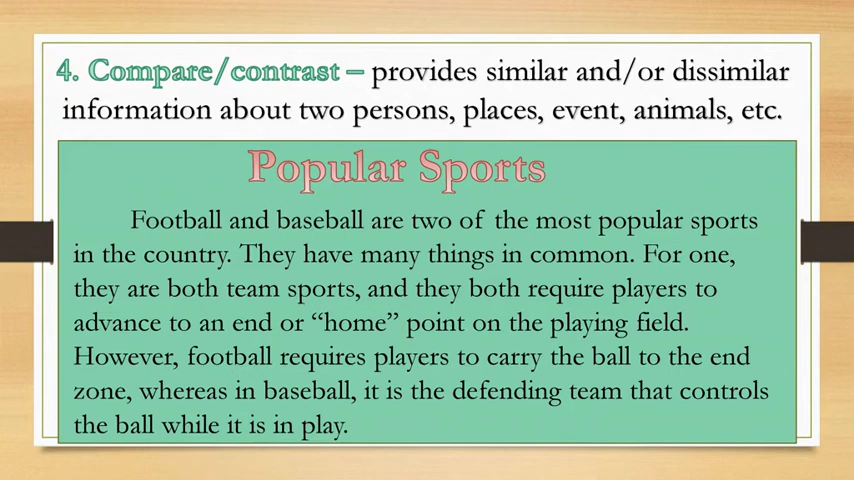 4. Compare/contrast – provides similar and/or dissimilar
information about two persons, places, event, animals, etc.
Popular Sports
Football and baseball are two of the most popular sports
in the country. They have many things in common. For one,
they are both team sports, and they both require players to
advance to an end or “home” point on the playing field.
However, football requires players to carry the ball to the end
zone, whereas in baseball, it is the defending team that controls
the ball while it is in play.